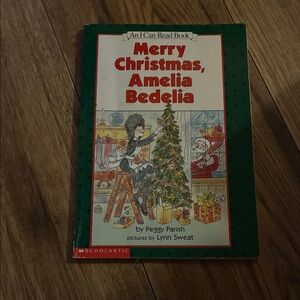 An I Can Read Book
Merry
Christmas,
Amelia
Bedelia
by Peggy Parish
pictures by Lynn Sweat
SCHOLASTIC